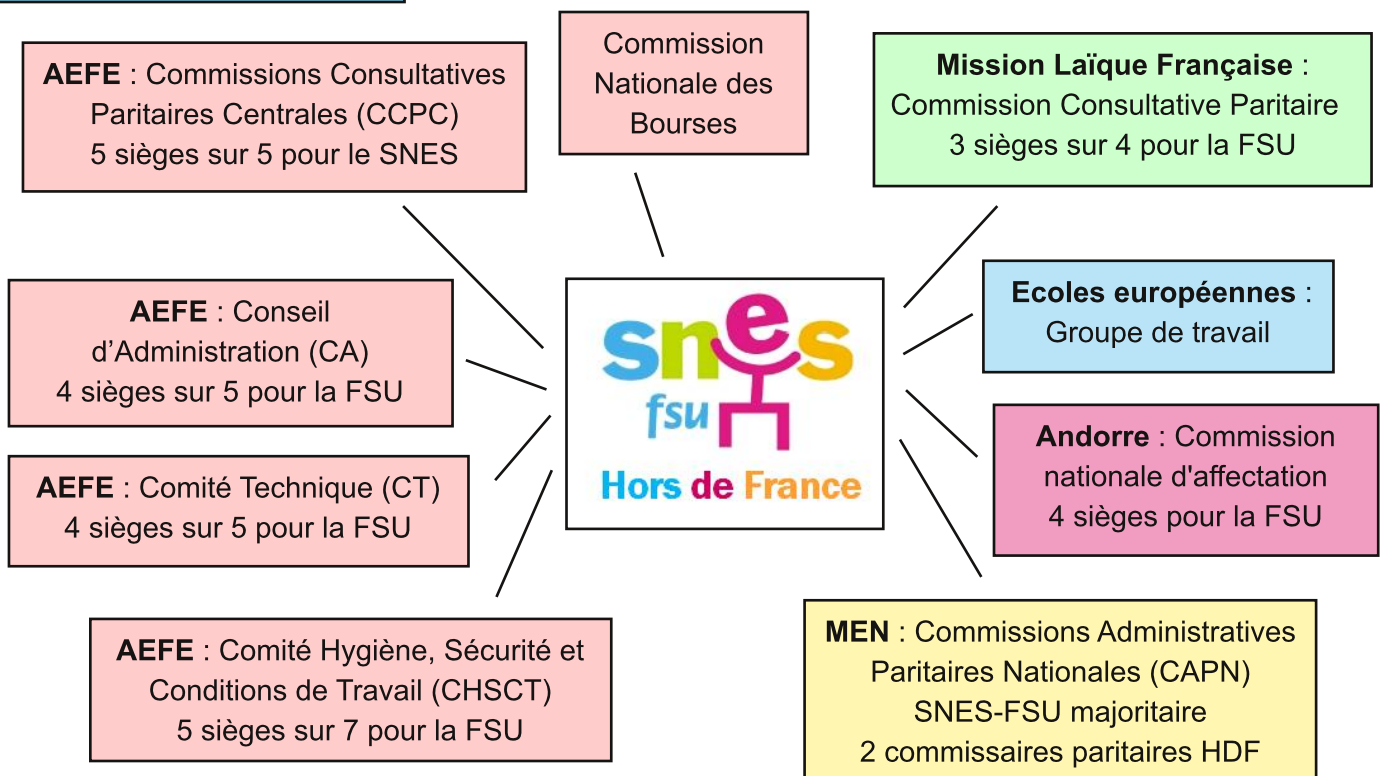 AEFE : Commissions Consultatives
Paritaires Centrales (CCPC)
5 sièges sur 5 pour le SNES
Commission
Nationale des
Bourses
Mission Laïque Française :
Commission Consultative Paritaire
3 sièges sur 4 pour la FSU
AEFE : Conseil
d’Administration (CA)
4 sièges sur 5 pour la FSU
snes
fsu
Hors de France
Ecoles européennes :
Groupe de travail
AEFE : Comité Technique (CT)
4 sièges sur 5 pour la FSU
Andorre : Commission
nationale d'affectation
4 sièges pour la FSU
AEFE : Comité Hygiène, Sécurité et
Conditions de Travail (CHSCT)
5 sièges sur 7 pour la FSU
MEN : Commissions Administratives
Paritaires Nationales (CAPN)
SNES-FSU majoritaire
2 commissaires paritaires HDF